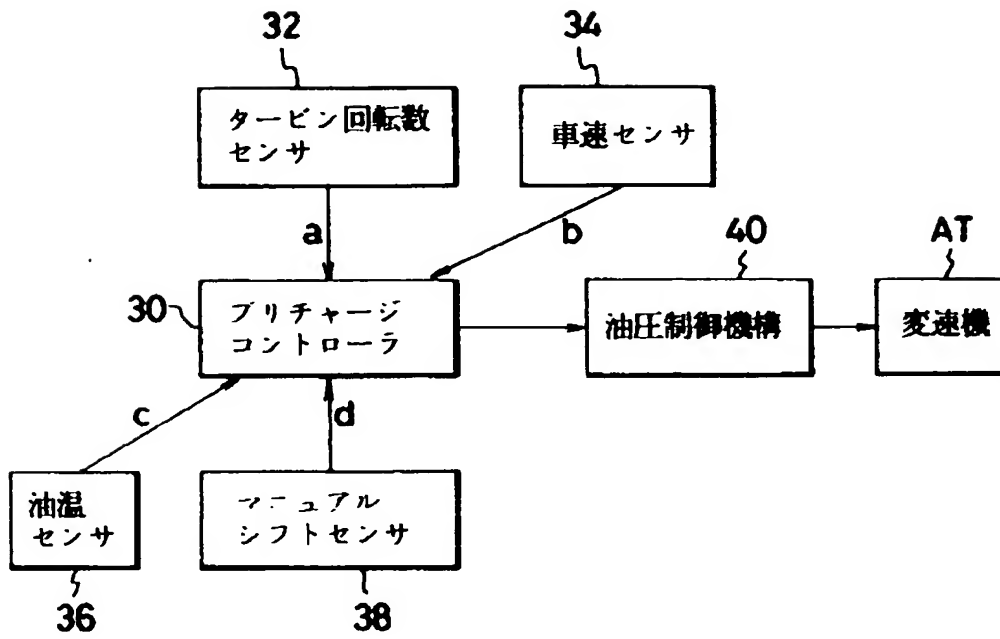 32
34
タービン回転数
センサ
車速センサ
a
b
40
AT
30
プリチャージ
コントローラ
油圧制御機構
変速機
c
d
油温
センサ
マニュアル
シフトセンサ
36
38